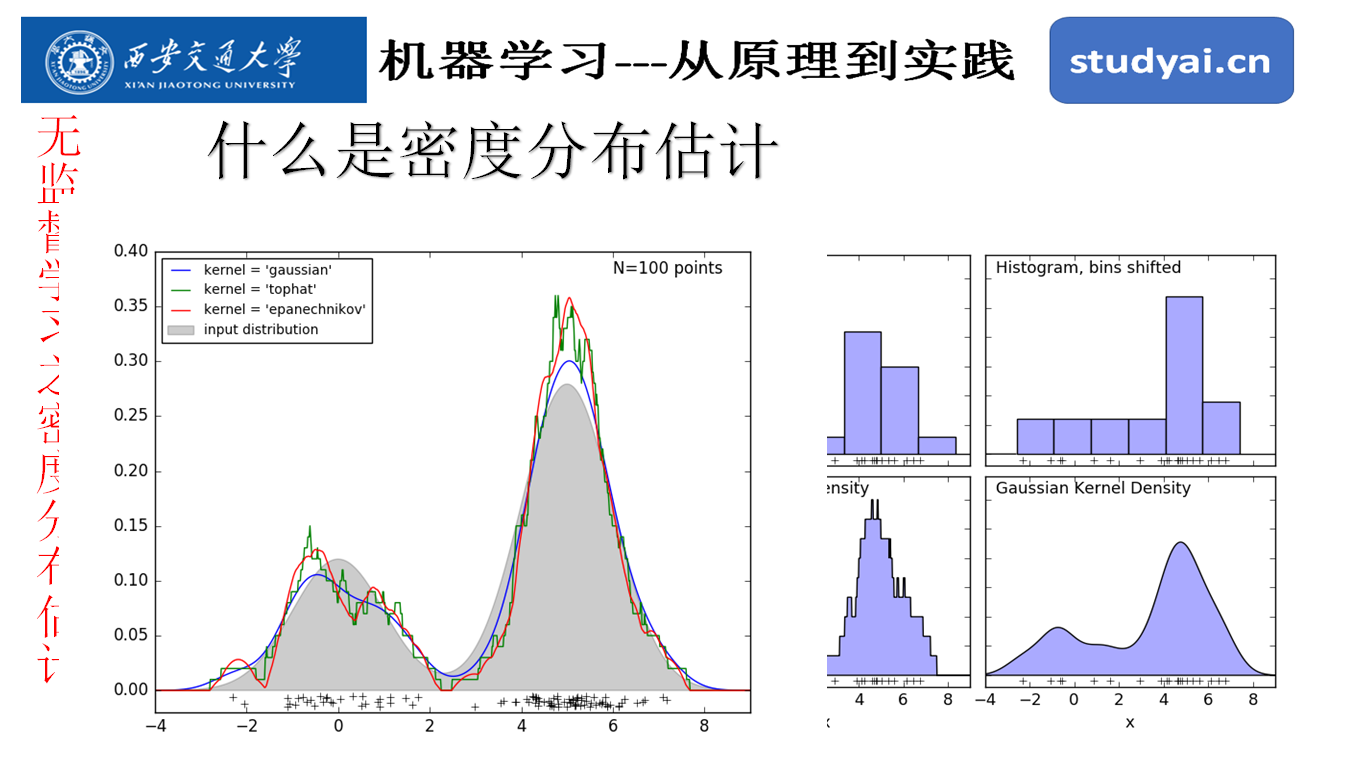 西安交通大学
XI'AN JIAOTONG UNIVERSITY
机器学习---从原理到实践
studyai.cn
什么是密度分布估计
无监督学习之密度分布估计
0.40
0.35
0.30
0.25
0.20
0.15
0.10
0.05
0.00
kernel = 'gaussian'
kernel = 'tophat'
kernel = 'epanechnikov'
input distribution
N=100 points
−4 −2 0 2 4 6 8
Histogram, bins shifted
ensity
Gaussian Kernel Density
4 6 8
−4 −2 0 2 4 6 8
x
x